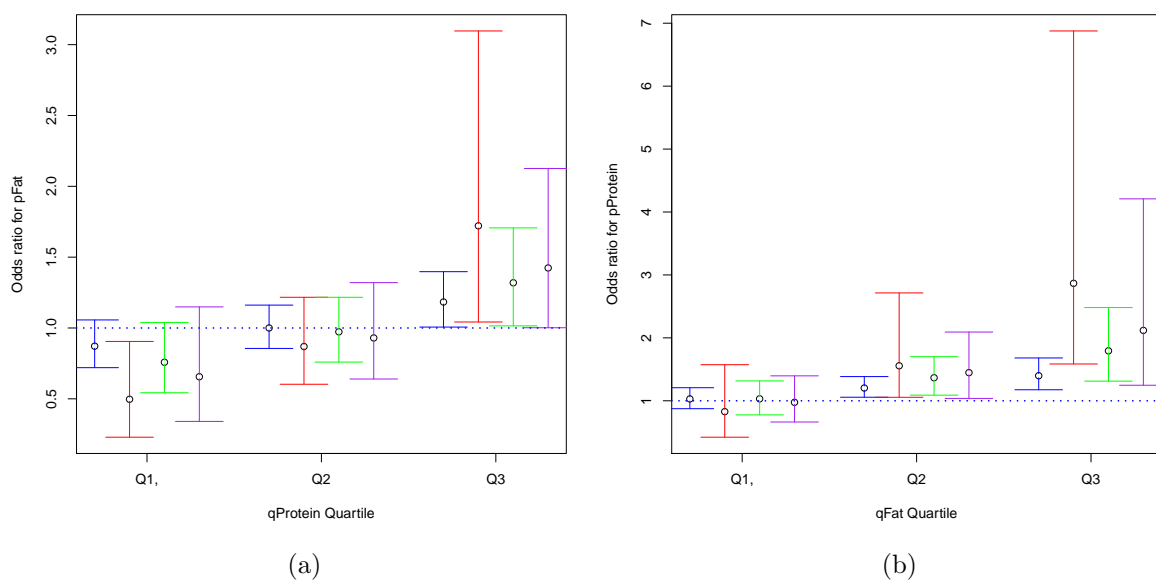 Odds ratio for pFat
3.0
2.5
2.0
1.5
1.0
0.5
Q1,
Q2
Q3
qProtein Quartile
(a)
Odds ratio for pProtein
7
6
5
4
3
2
1
Q1,
Q2
Q3
qFat Quartile
(b)